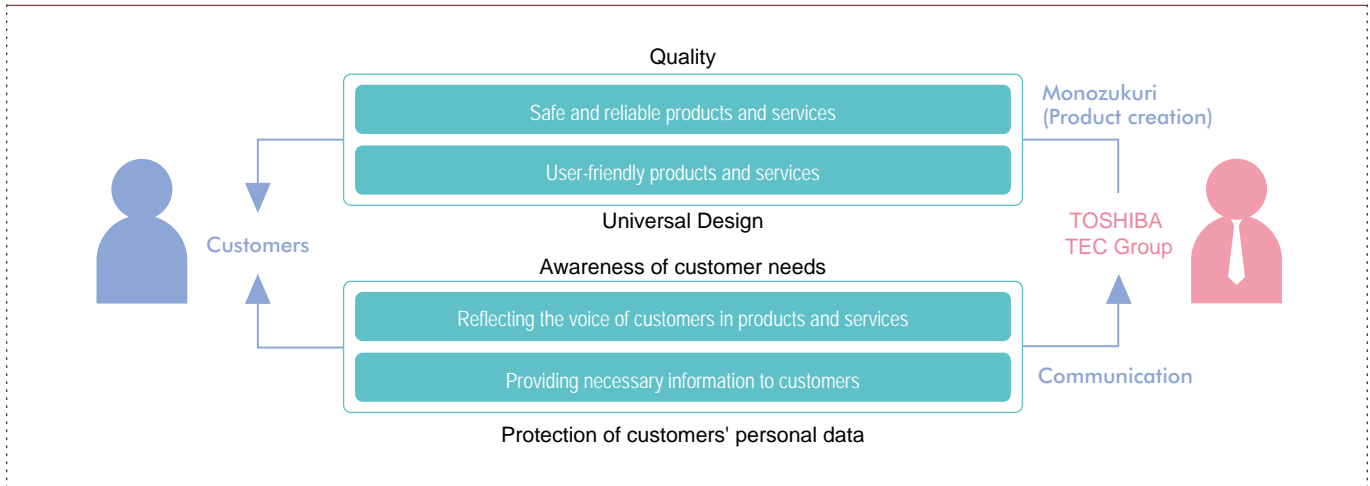 Quality
Safe and reliable products and services
User-friendly products and services
Universal Design
Monozukuri
(Product creation)
Customers
TOSHIBA
TEC Group
Awareness of customer needs
Reflecting the voice of customers in products and services
Providing necessary information to customers
Communication
Protection of customers' personal data